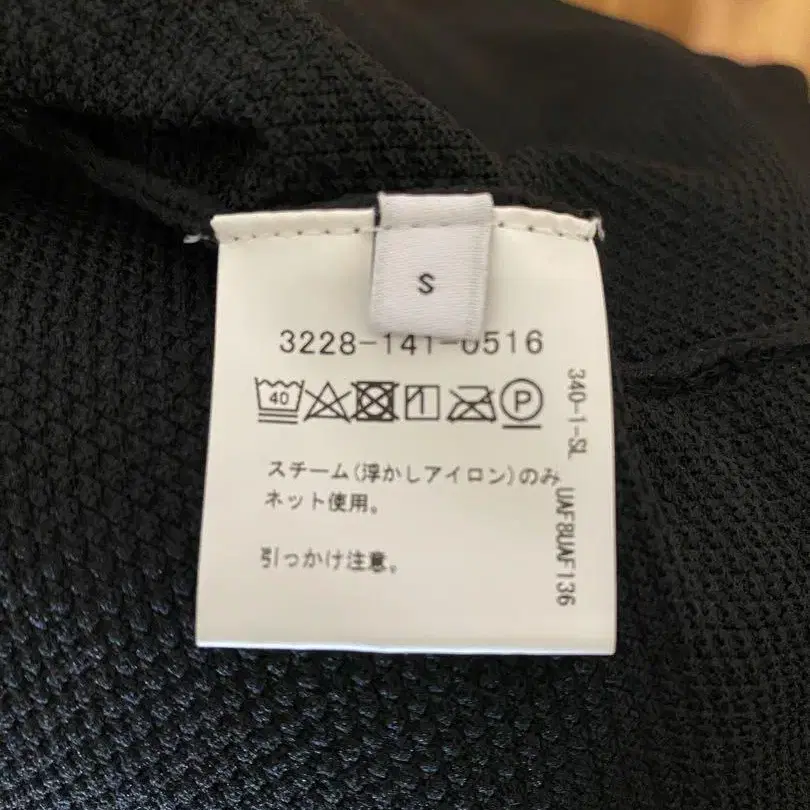 S
3228-141-0516
40 P
スチーム(浮かしアイロン)のみ
ネット使用。
引っかけ注意。
340-1-SL UAF8UAF136